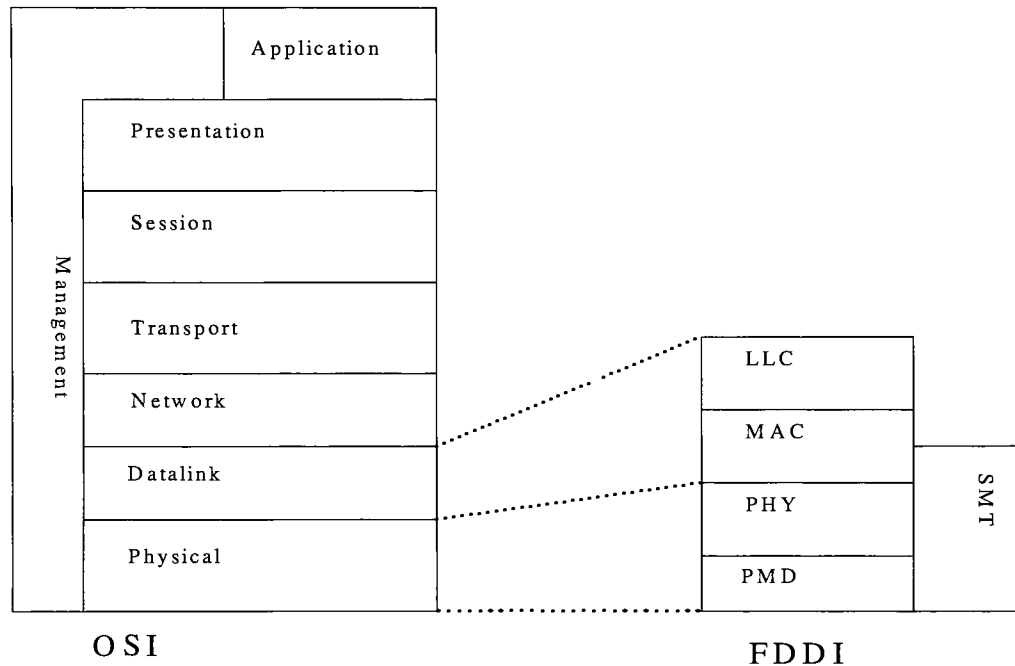 Application
Presentation
Session
Management
Transport
Network
Datalink
Physical
OSI
LLC
MAC
PHY
PMD
SMT
FDDI